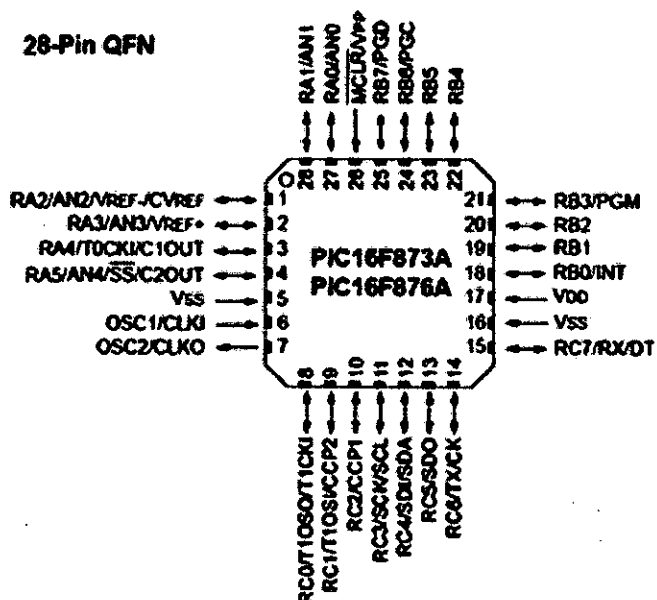 28-Pin QFN
RA1/AN1
RA0/AN0
MCLR/VPP
RB7/PGD
RB6/PGC
RB5
RB4
28
27
26
25
24
23
22
RA2/AN2/VREF-/CVREF
1
RA3/AN3/VREF+
2
RA4/T0CKI/C1OUT
3
RA5/AN4/SS/C2OUT
4
VSS
5
OSC1/CLKI
6
OSC2/CLKO
7
PIC16F873A
PIC16F876A
21
RB3/PGM
20
RB2
19
RB1
18
RB0/INT
17
VDD
16
VSS
15
RC7/RX/DT
8
9
10
11
12
13
14
RC0/T1OSO/T1CKI
RC1/T1OSI/CCP2
RC2/CCP1
RC3/SCK/SCL
RC4/SDI/SDA
RC5/SDO
RC6/TX/CK